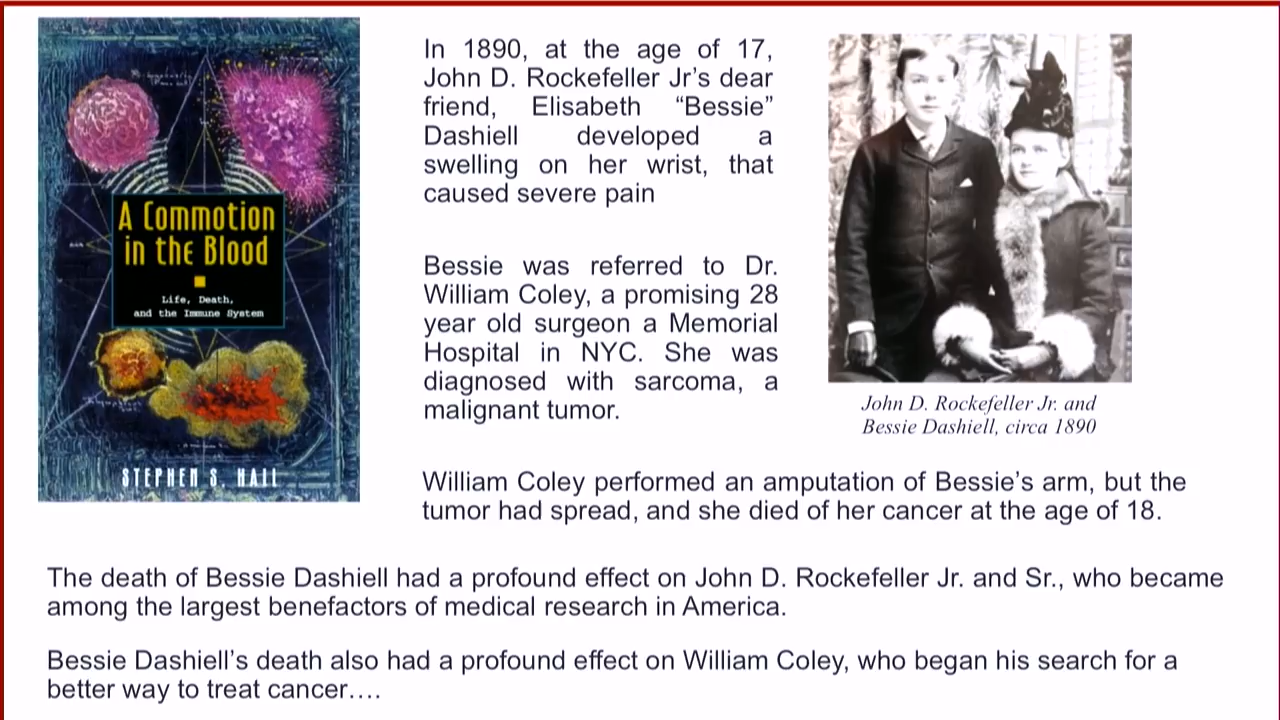 A Commotion
in the Blood
Life, Death,
and the Immune System
STEPHEN S. HALL
In 1890, at the age of 17,
John D. Rockefeller Jr’s dear
friend, Elisabeth “Bessie”
Dashiell developed a
swelling on her wrist, that
caused severe pain
Bessie was referred to Dr.
William Coley, a promising 28
year old surgeon a Memorial
Hospital in NYC. She was
diagnosed with sarcoma, a
malignant tumor.
John D. Rockefeller Jr. and
Bessie Dashiell, circa 1890
William Coley performed an amputation of Bessie’s arm, but the
tumor had spread, and she died of her cancer at the age of 18.
The death of Bessie Dashiell had a profound effect on John D. Rockefeller Jr. and Sr., who became
among the largest benefactors of medical research in America.
Bessie Dashiell’s death also had a profound effect on William Coley, who began his search for a
better way to treat cancer….